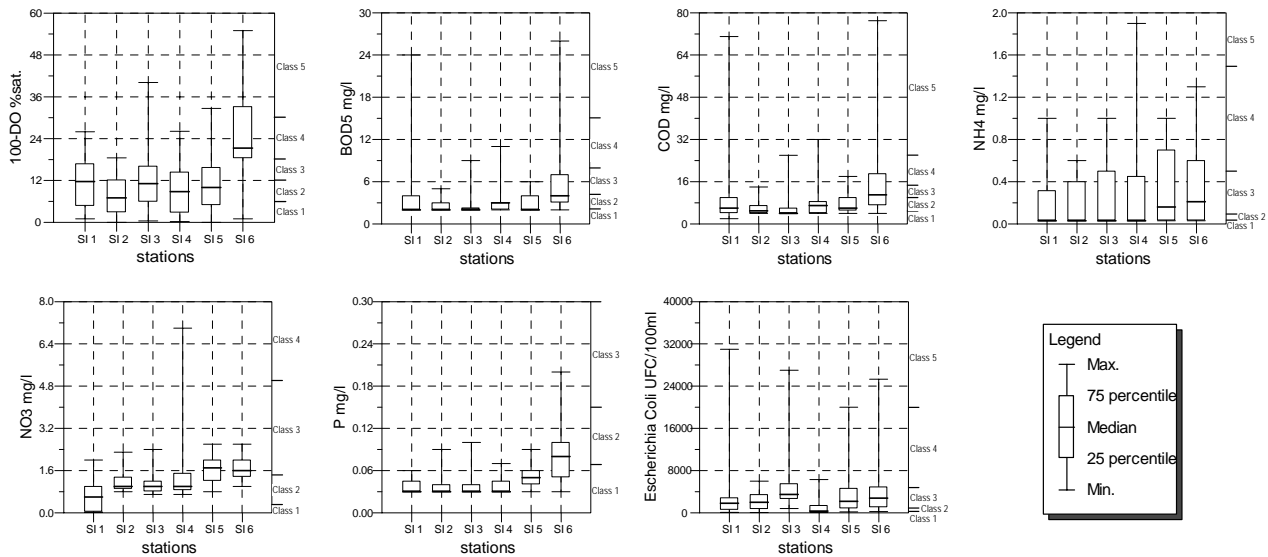 60
48
36
24
12
0
100-DO %sat.
Class 5
Class 4
Class 3
Class 2
Class 1
SI 1 SI 2 SI 3 SI 4 SI 5 SI 6
stations
30
24
18
12
6
0
BOD5 mg/l
Class 5
Class 4
Class 3
Class 2
Class 1
SI 1 SI 2 SI 3 SI 4 SI 5 SI 6
stations
80
64
48
32
16
0
COD mg/l
Class 5
Class 4
Class 3
Class 2
Class 1
SI 1 SI 2 SI 3 SI 4 SI 5 SI 6
stations
2.0
1.6
1.2
0.8
0.4
0.0
NH4 mg/l
Class 5
Class 4
Class 3
Class 2
Class 1
SI 1 SI 2 SI 3 SI 4 SI 5 SI 6
stations
8.0
6.4
4.8
3.2
1.6
0.0
NO3 mg/l
Class 4
Class 3
Class 2
Class 1
SI 1 SI 2 SI 3 SI 4 SI 5 SI 6
stations
0.30
0.24
0.18
0.12
0.06
0.00
P mg/l
Class 3
Class 2
Class 1
SI 1 SI 2 SI 3 SI 4 SI 5 SI 6
stations
40000
32000
24000
16000
8000
0
Escherichia Coli UFC/100ml
Class 5
Class 4
Class 3
Class 2
Class 1
SI 1 SI 2 SI 3 SI 4 SI 5 SI 6
stations
Legend
Max.
75 percentile
Median
25 percentile
Min.